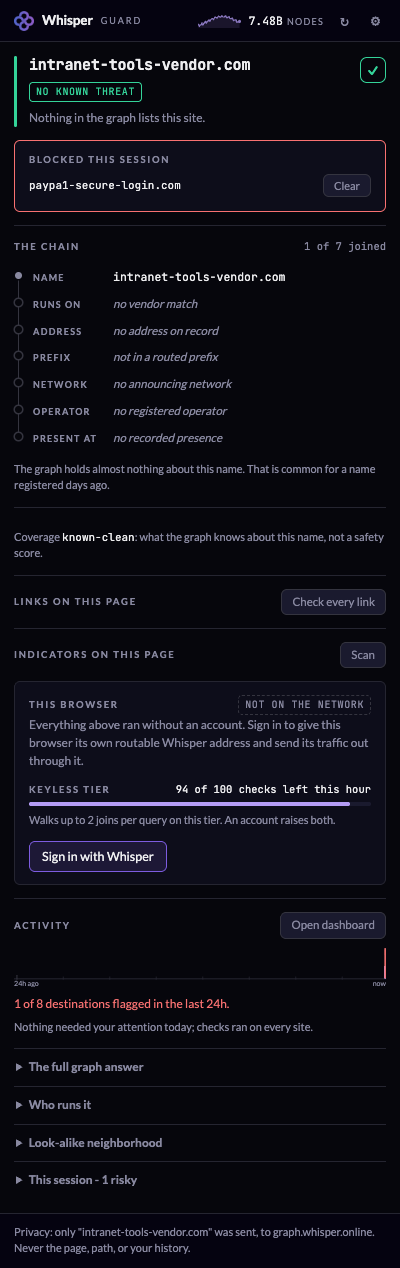 Whisper GUARD 7.48B NODES ↻ ⚙
intranet-tools-vendor.com
NO KNOWN THREAT
Nothing in the graph lists this site.
BLOCKED THIS SESSION
paypa1-secure-login.com Clear
THE CHAIN 1 of 7 joined
NAME intranet-tools-vendor.com
RUNS ON no vendor match
ADDRESS no address on record
PREFIX not in a routed prefix
NETWORK no announcing network
OPERATOR no registered operator
PRESENT AT no recorded presence
The graph holds almost nothing about this name. That is common for a name
registered days ago.
Coverage known-clean: what the graph knows about this name, not a safety
score.
LINKS ON THIS PAGE Check every link
INDICATORS ON THIS PAGE Scan
THIS BROWSER NOT ON THE NETWORK
Everything above ran without an account. Sign in to give this
browser its own routable Whisper address and send its traffic out
through it.
KEYLESS TIER 94 of 100 checks left this hour
Walks up to 2 joins per query on this tier. An account raises both.
Sign in with Whisper
ACTIVITY Open dashboard
24h ago now
1 of 8 destinations flagged in the last 24h.
Nothing needed your attention today; checks ran on every site.
▶ The full graph answer
▶ Who runs it
▶ Look-alike neighborhood
▶ This session - 1 risky
Privacy: only "intranet-tools-vendor.com" was sent, to graph.whisper.online.
Never the page, path, or your history.